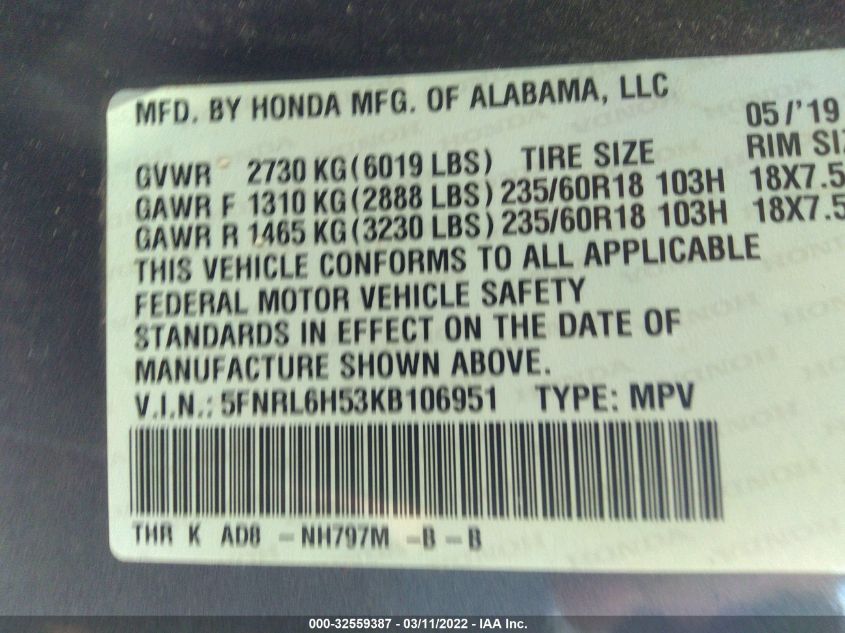 MFD. BY HONDA MFG. OF ALABAMA, LLC
05/'19
GVWR 2730 KG (6019 LBS) TIRE SIZE RIM SIZ
GAWR F 1310 KG (2888 LBS) 235/60R18 103H 18X7.5
GAWR R 1465 KG (3230 LBS) 235/60R18 103H 18X7.5
THIS VEHICLE CONFORMS TO ALL APPLICABLE
FEDERAL MOTOR VEHICLE SAFETY
STANDARDS IN EFFECT ON THE DATE OF
MANUFACTURE SHOWN ABOVE.
V.I.N.: 5FNRL6H53KB106951 TYPE: MPV
THR K AD8 - NH797M - B - B
000-32559387 - 03/11/2022 - IAA Inc.